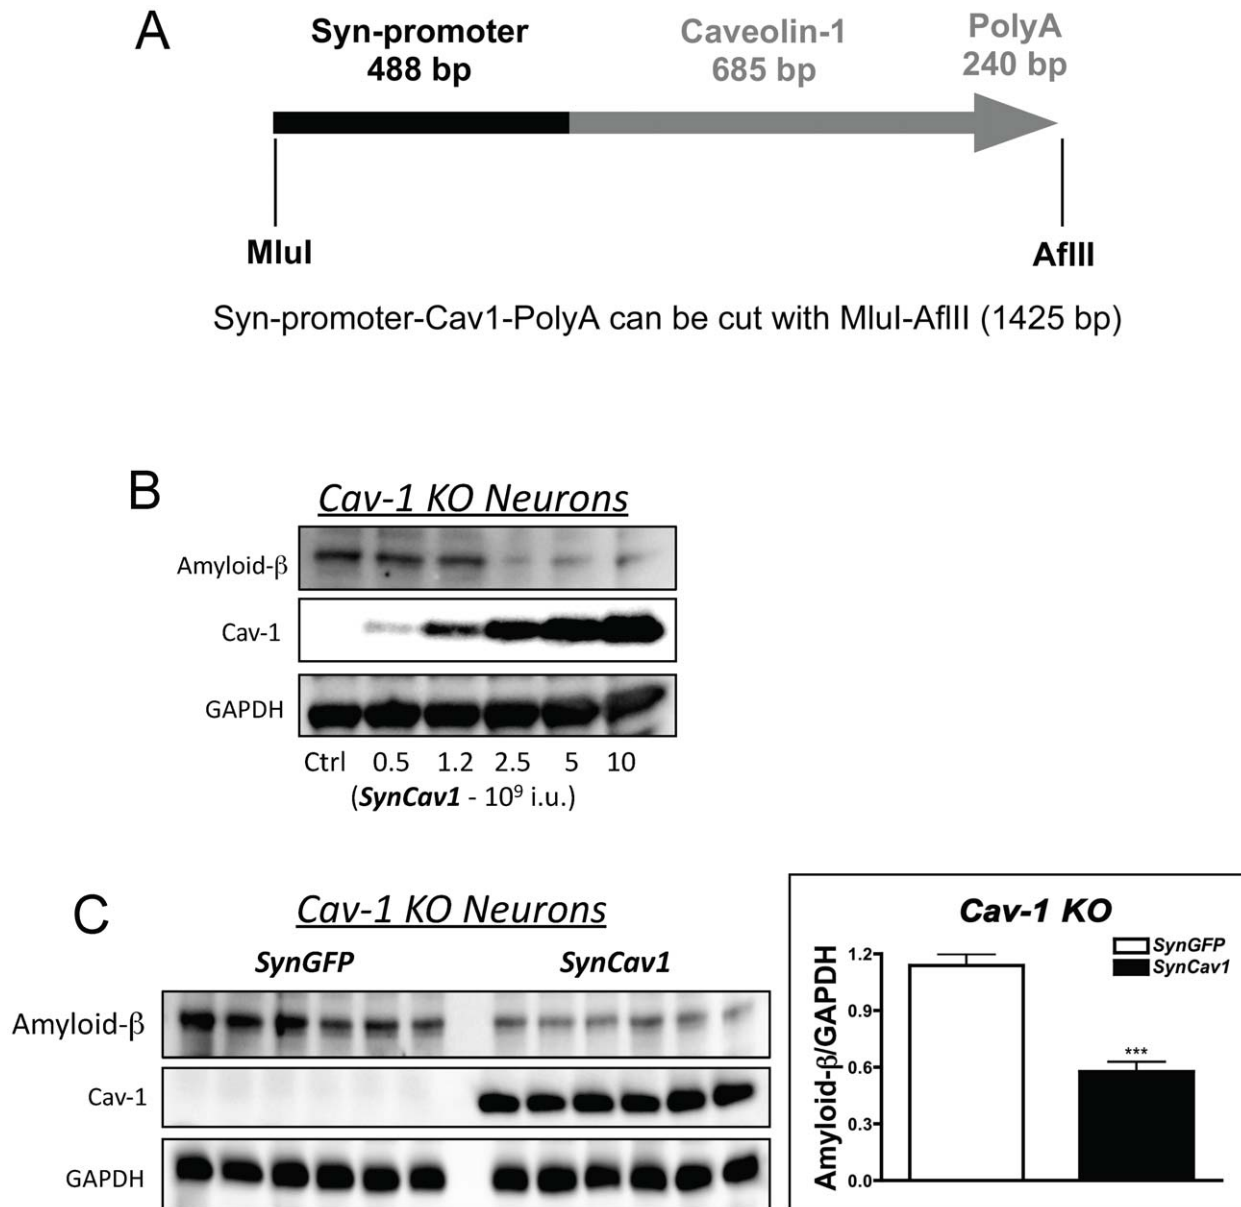 A
Syn-promoter
488 bp
Caveolin-1
685 bp
PolyA
240 bp
MluI
AflII
Syn-promoter-Cav1-PolyA can be cut with MluI-AflII (1425 bp)
B
Cav-1 KO Neurons
Amyloid-β
Cav-1
GAPDH
Ctrl 0.5 1.2 2.5 5 10
(SynCav1 - 10⁹ i.u.)
C
Cav-1 KO Neurons
SynGFP SynCav1
Amyloid-β
Cav-1
GAPDH
Cav-1 KO
SynGFP
SynCav1
Amyloid-β/GAPDH
1.2
0.9
0.6
0.3
0.0
***